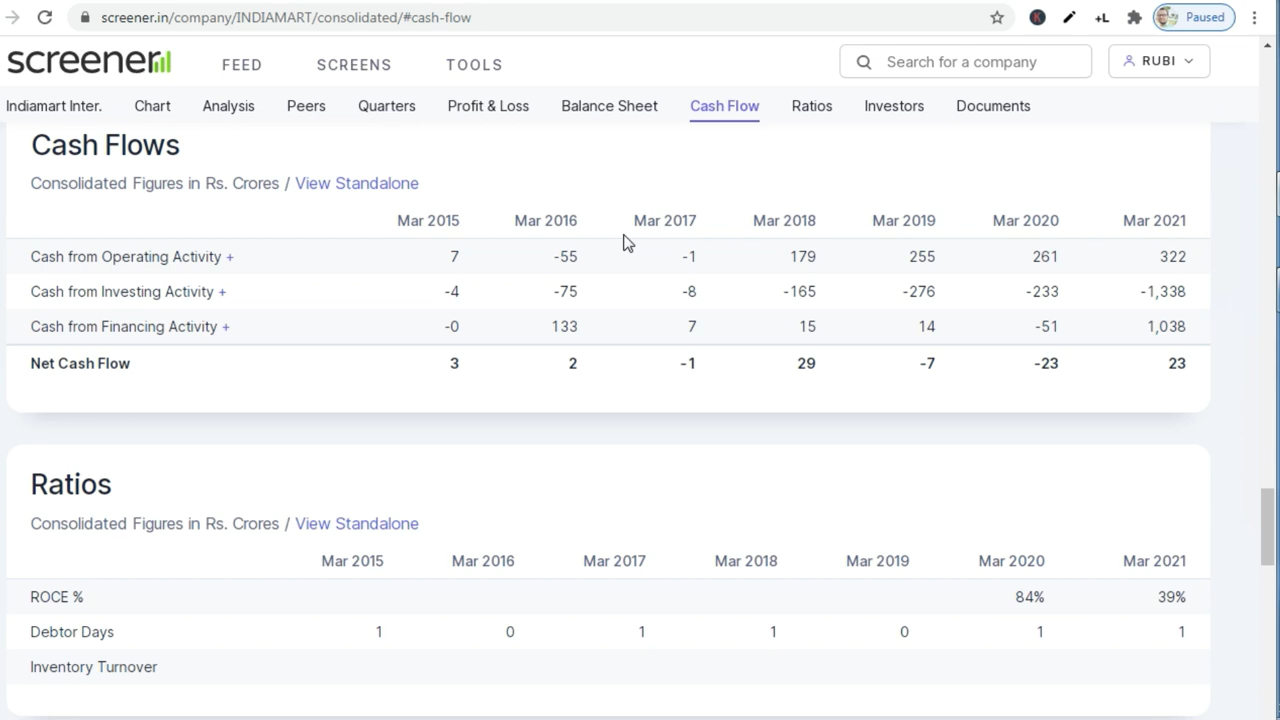 screener.in/company/INDIAMART/consolidated/#cash-flow
K
+L
Paused
screener
FEED
SCREENS
TOOLS
Search for a company
RUBI
Indiamart Inter. Chart Analysis Peers Quarters Profit & Loss Balance Sheet Cash Flow Ratios Investors Documents
Cash Flows
Consolidated Figures in Rs. Crores / View Standalone
Mar 2015 Mar 2016 Mar 2017 Mar 2018 Mar 2019 Mar 2020 Mar 2021
Cash from Operating Activity + 7 -55 -1 179 255 261 322
Cash from Investing Activity + -4 -75 -8 -165 -276 -233 -1,338
Cash from Financing Activity + -0 133 7 15 14 -51 1,038
Net Cash Flow 3 2 -1 29 -7 -23 23
Ratios
Consolidated Figures in Rs. Crores / View Standalone
Mar 2015 Mar 2016 Mar 2017 Mar 2018 Mar 2019 Mar 2020 Mar 2021
ROCE % 84% 39%
Debtor Days 1 0 1 1 0 1 1
Inventory Turnover